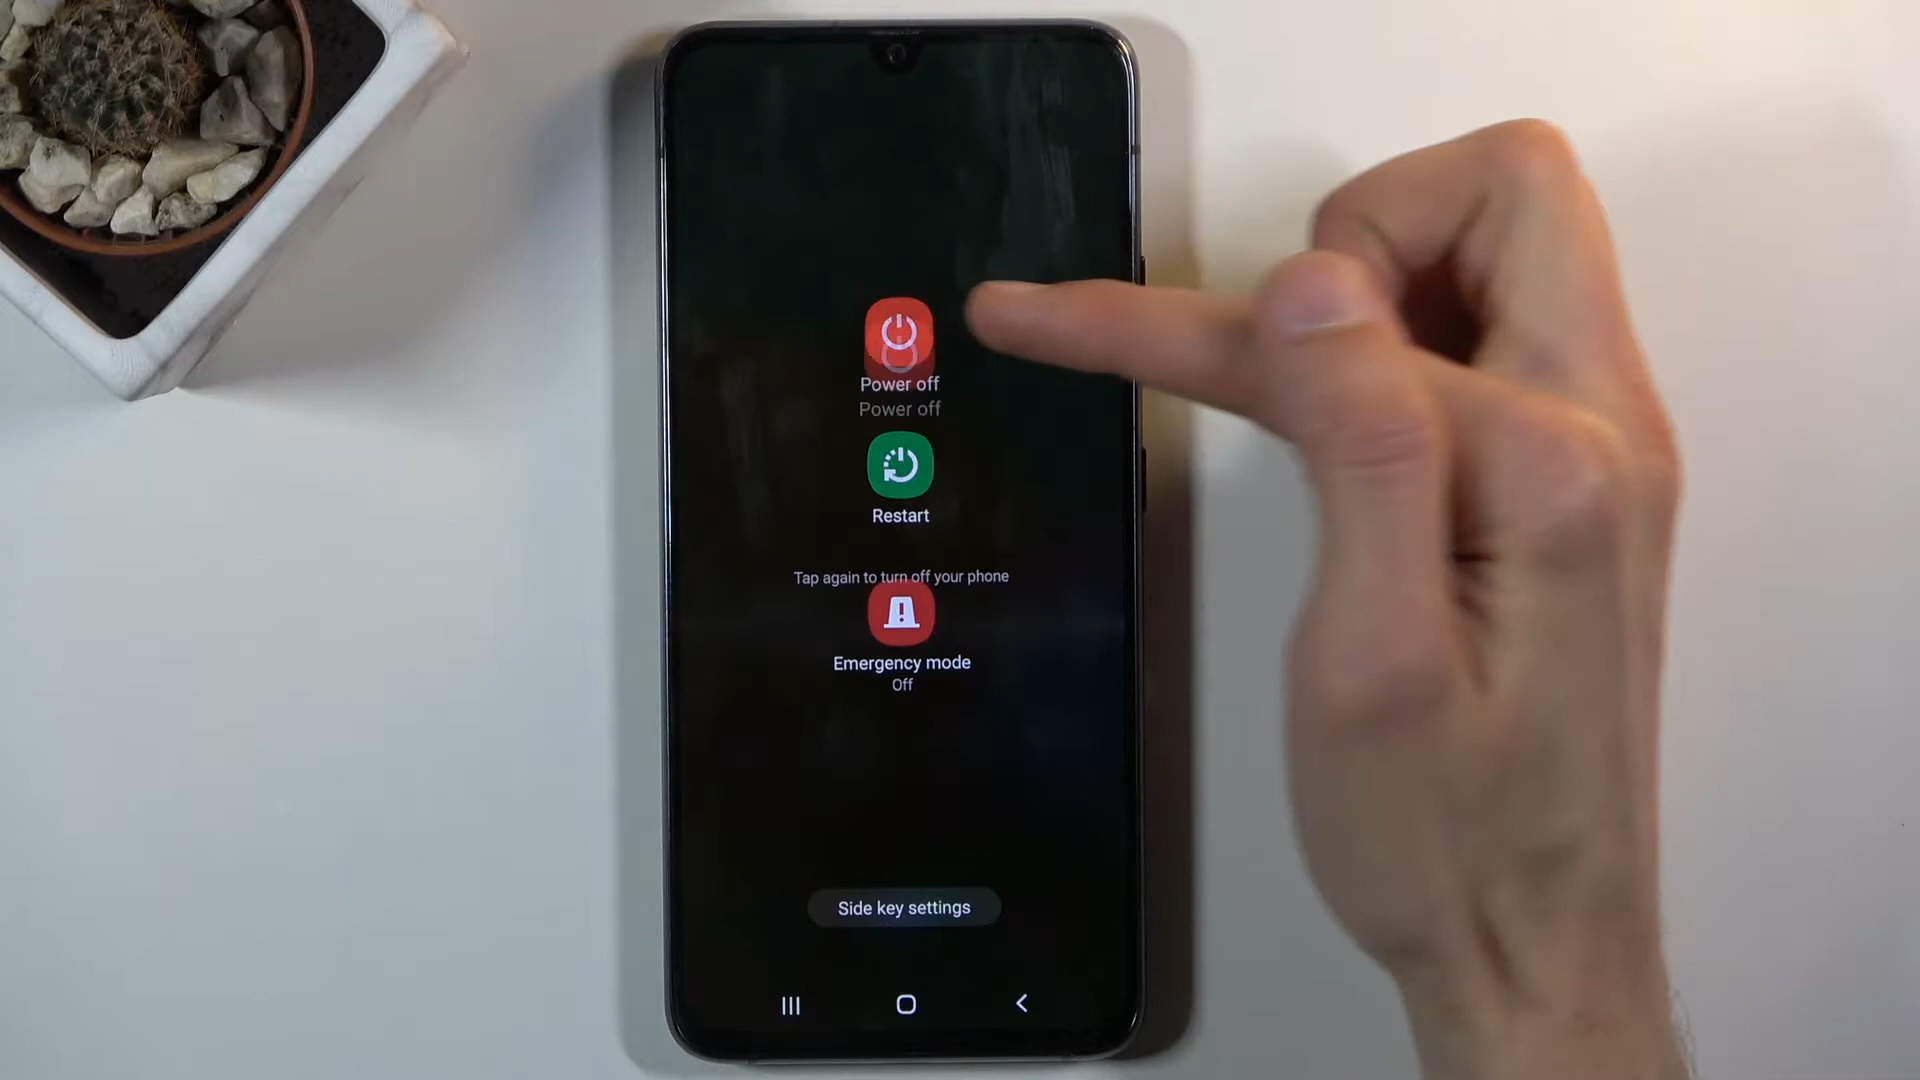 Power off
Power off
Restart
Tap again to turn off your phone
Emergency mode
Off
Side key settings